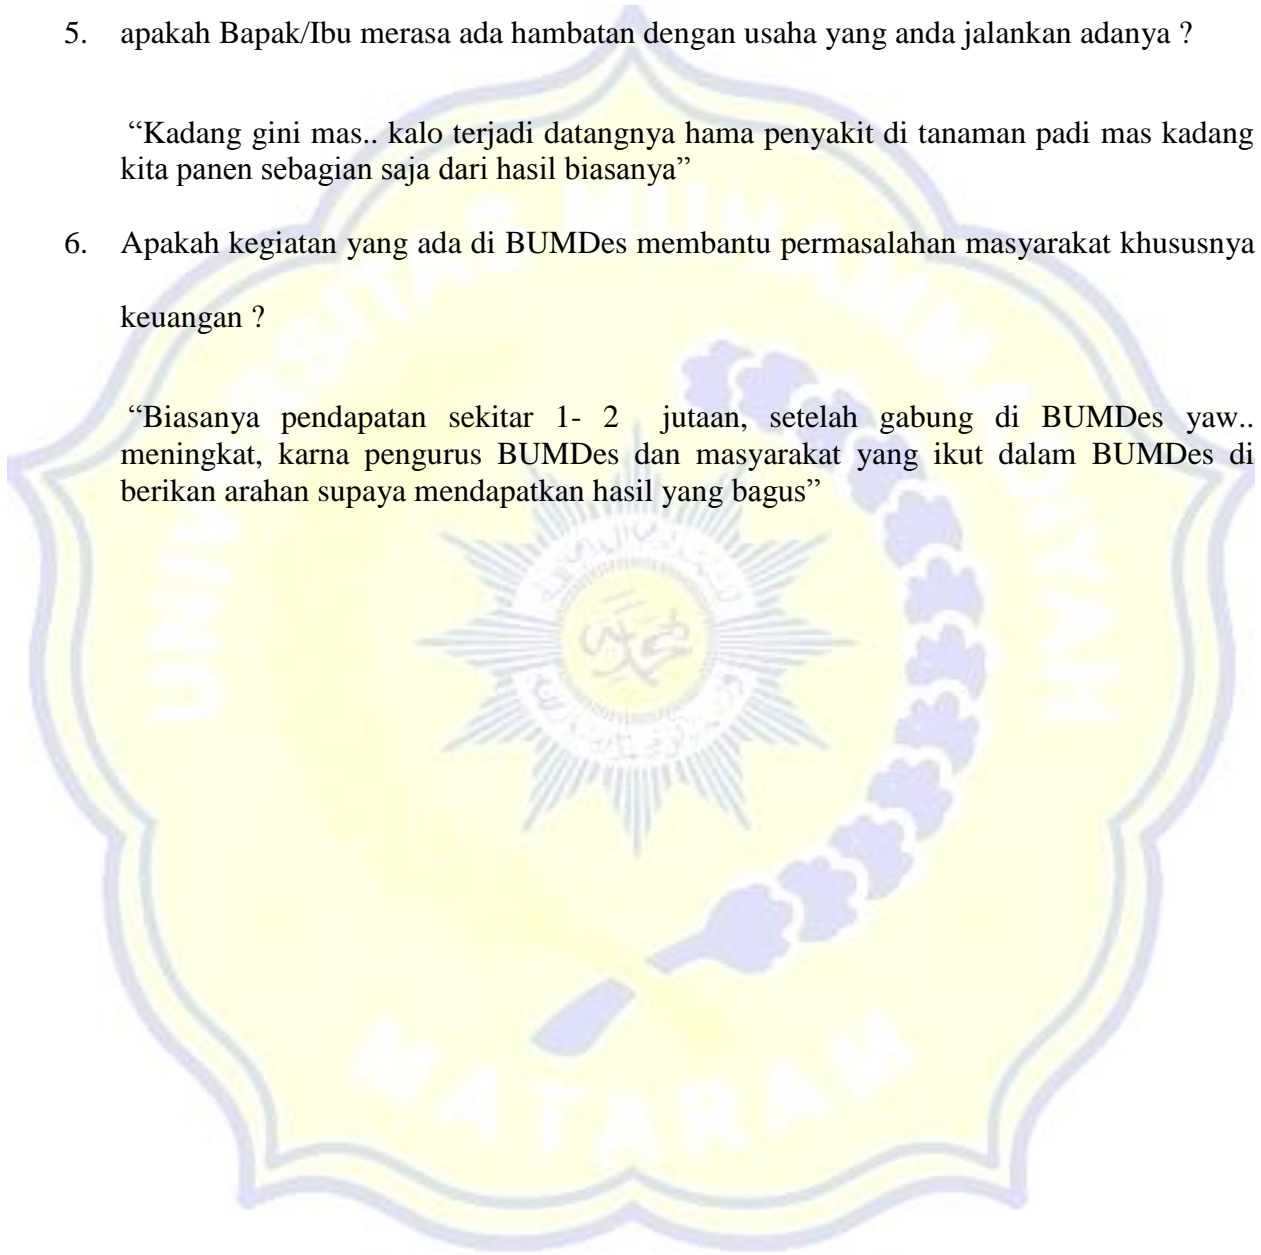 5. apakah Bapak/Ibu merasa ada hambatan dengan usaha yang anda jalankan adanya ?
“Kadang gini mas.. kalo terjadi datangnya hama penyakit di tanaman padi mas kadang
kita panen sebagian saja dari hasil biasanya”
6. Apakah kegiatan yang ada di BUMDes membantu permasalahan masyarakat khususnya
keuangan ?
“Biasanya pendapatan sekitar 1- 2 jutaan, setelah gabung di BUMDes yaw..
meningkat, karna pengurus BUMDes dan masyarakat yang ikut dalam BUMDes di
berikan arahan supaya mendapatkan hasil yang bagus”
UNIVERSITAS MUHAMMADIYAH
MATARAM